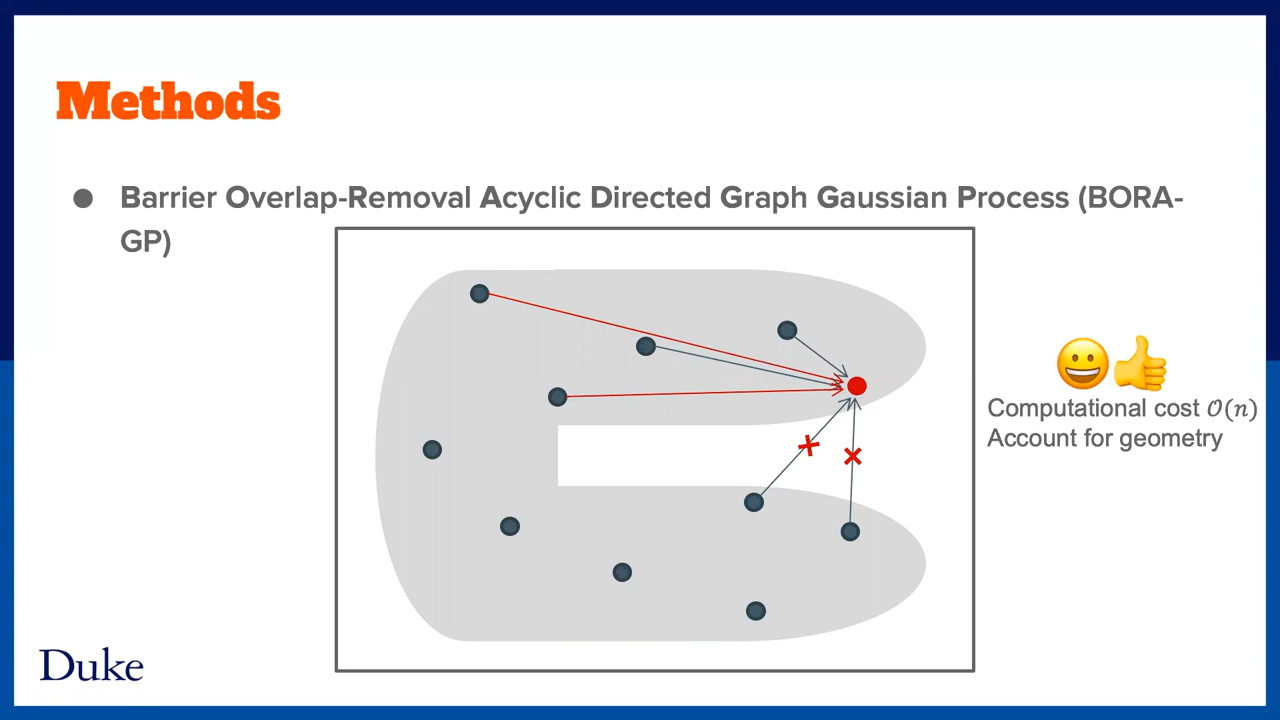 Methods
● Barrier Overlap-Removal Acyclic Directed Graph Gaussian Process (BORA-
GP)
Computational cost 𝒪(n)
Account for geometry
Duke